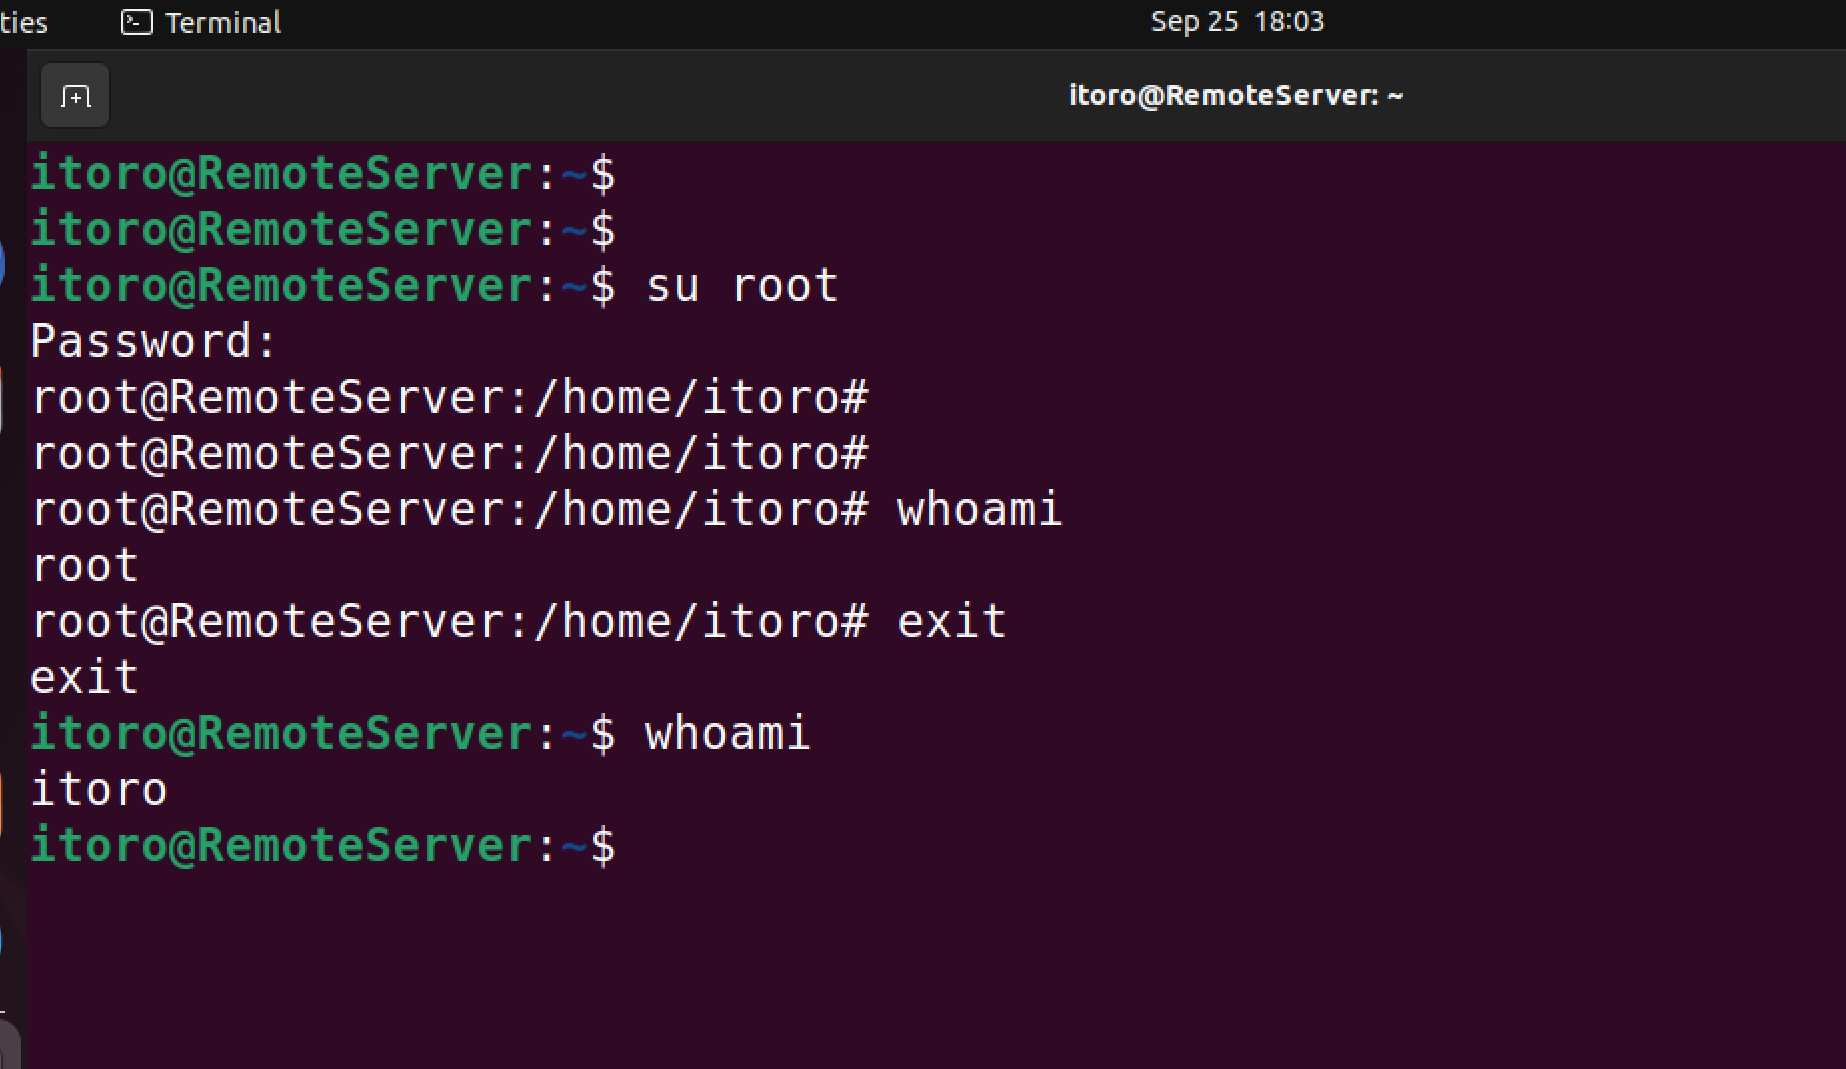 ties Terminal Sep 25 18:03
itoro@RemoteServer: ~
itoro@RemoteServer:~$
itoro@RemoteServer:~$
itoro@RemoteServer:~$ su root
Password:
root@RemoteServer:/home/itoro#
root@RemoteServer:/home/itoro#
root@RemoteServer:/home/itoro# whoami
root
root@RemoteServer:/home/itoro# exit
exit
itoro@RemoteServer:~$ whoami
itoro
itoro@RemoteServer:~$